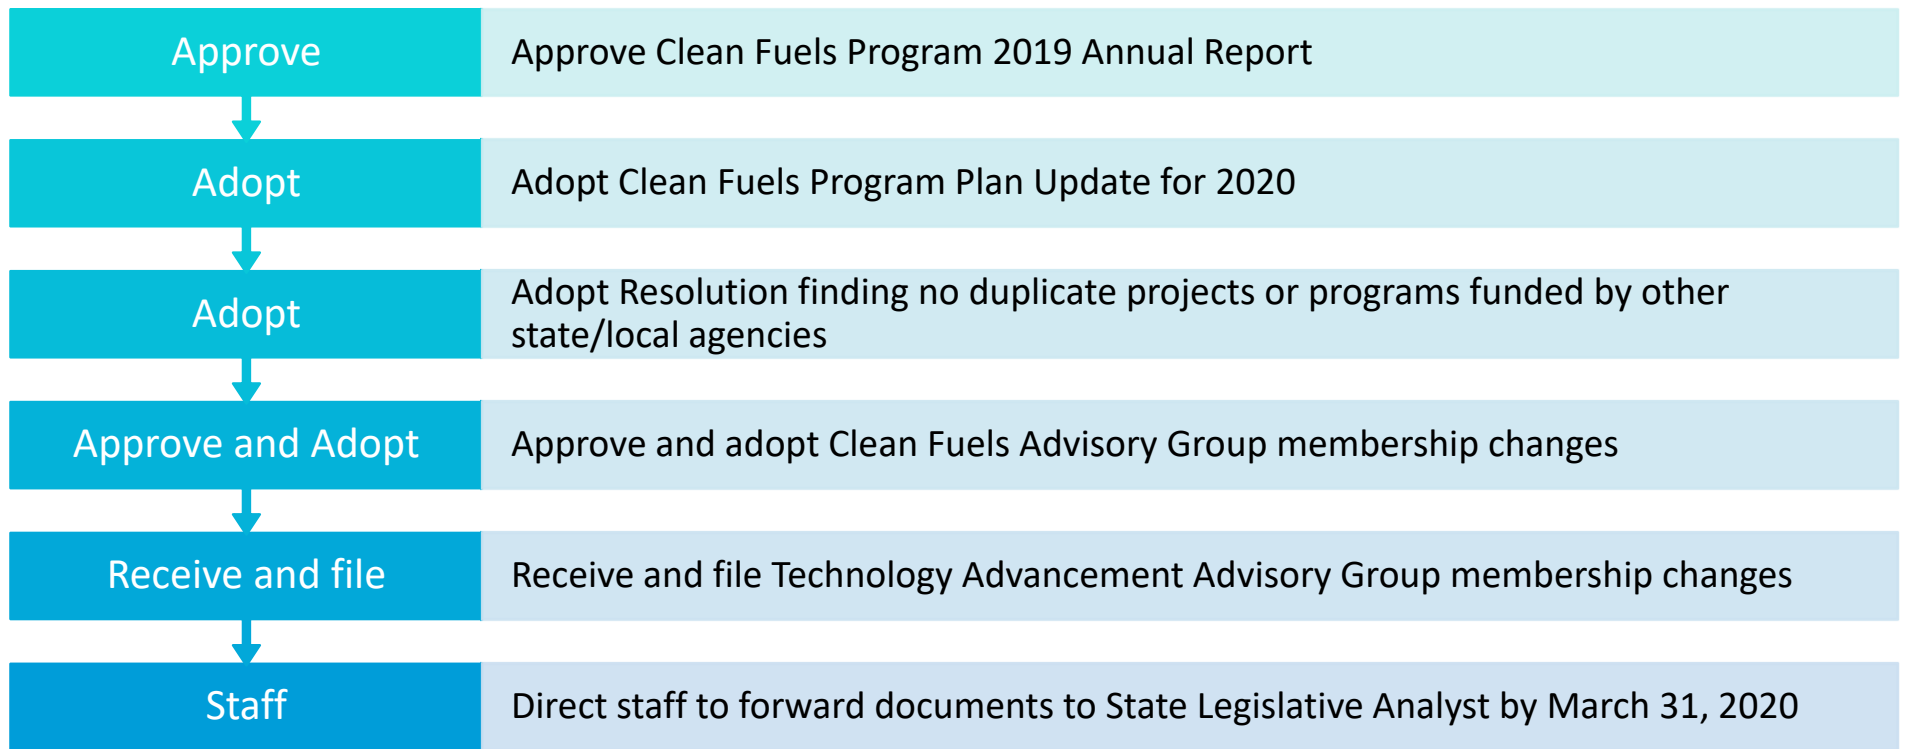 Approve
Approve Clean Fuels Program 2019 Annual Report
Adopt
Adopt Clean Fuels Program Plan Update for 2020
Adopt
Adopt Resolution finding no duplicate projects or programs funded by other
state/local agencies
Approve and Adopt
Approve and adopt Clean Fuels Advisory Group membership changes
Receive and file
Receive and file Technology Advancement Advisory Group membership changes
Staff
Direct staff to forward documents to State Legislative Analyst by March 31, 2020